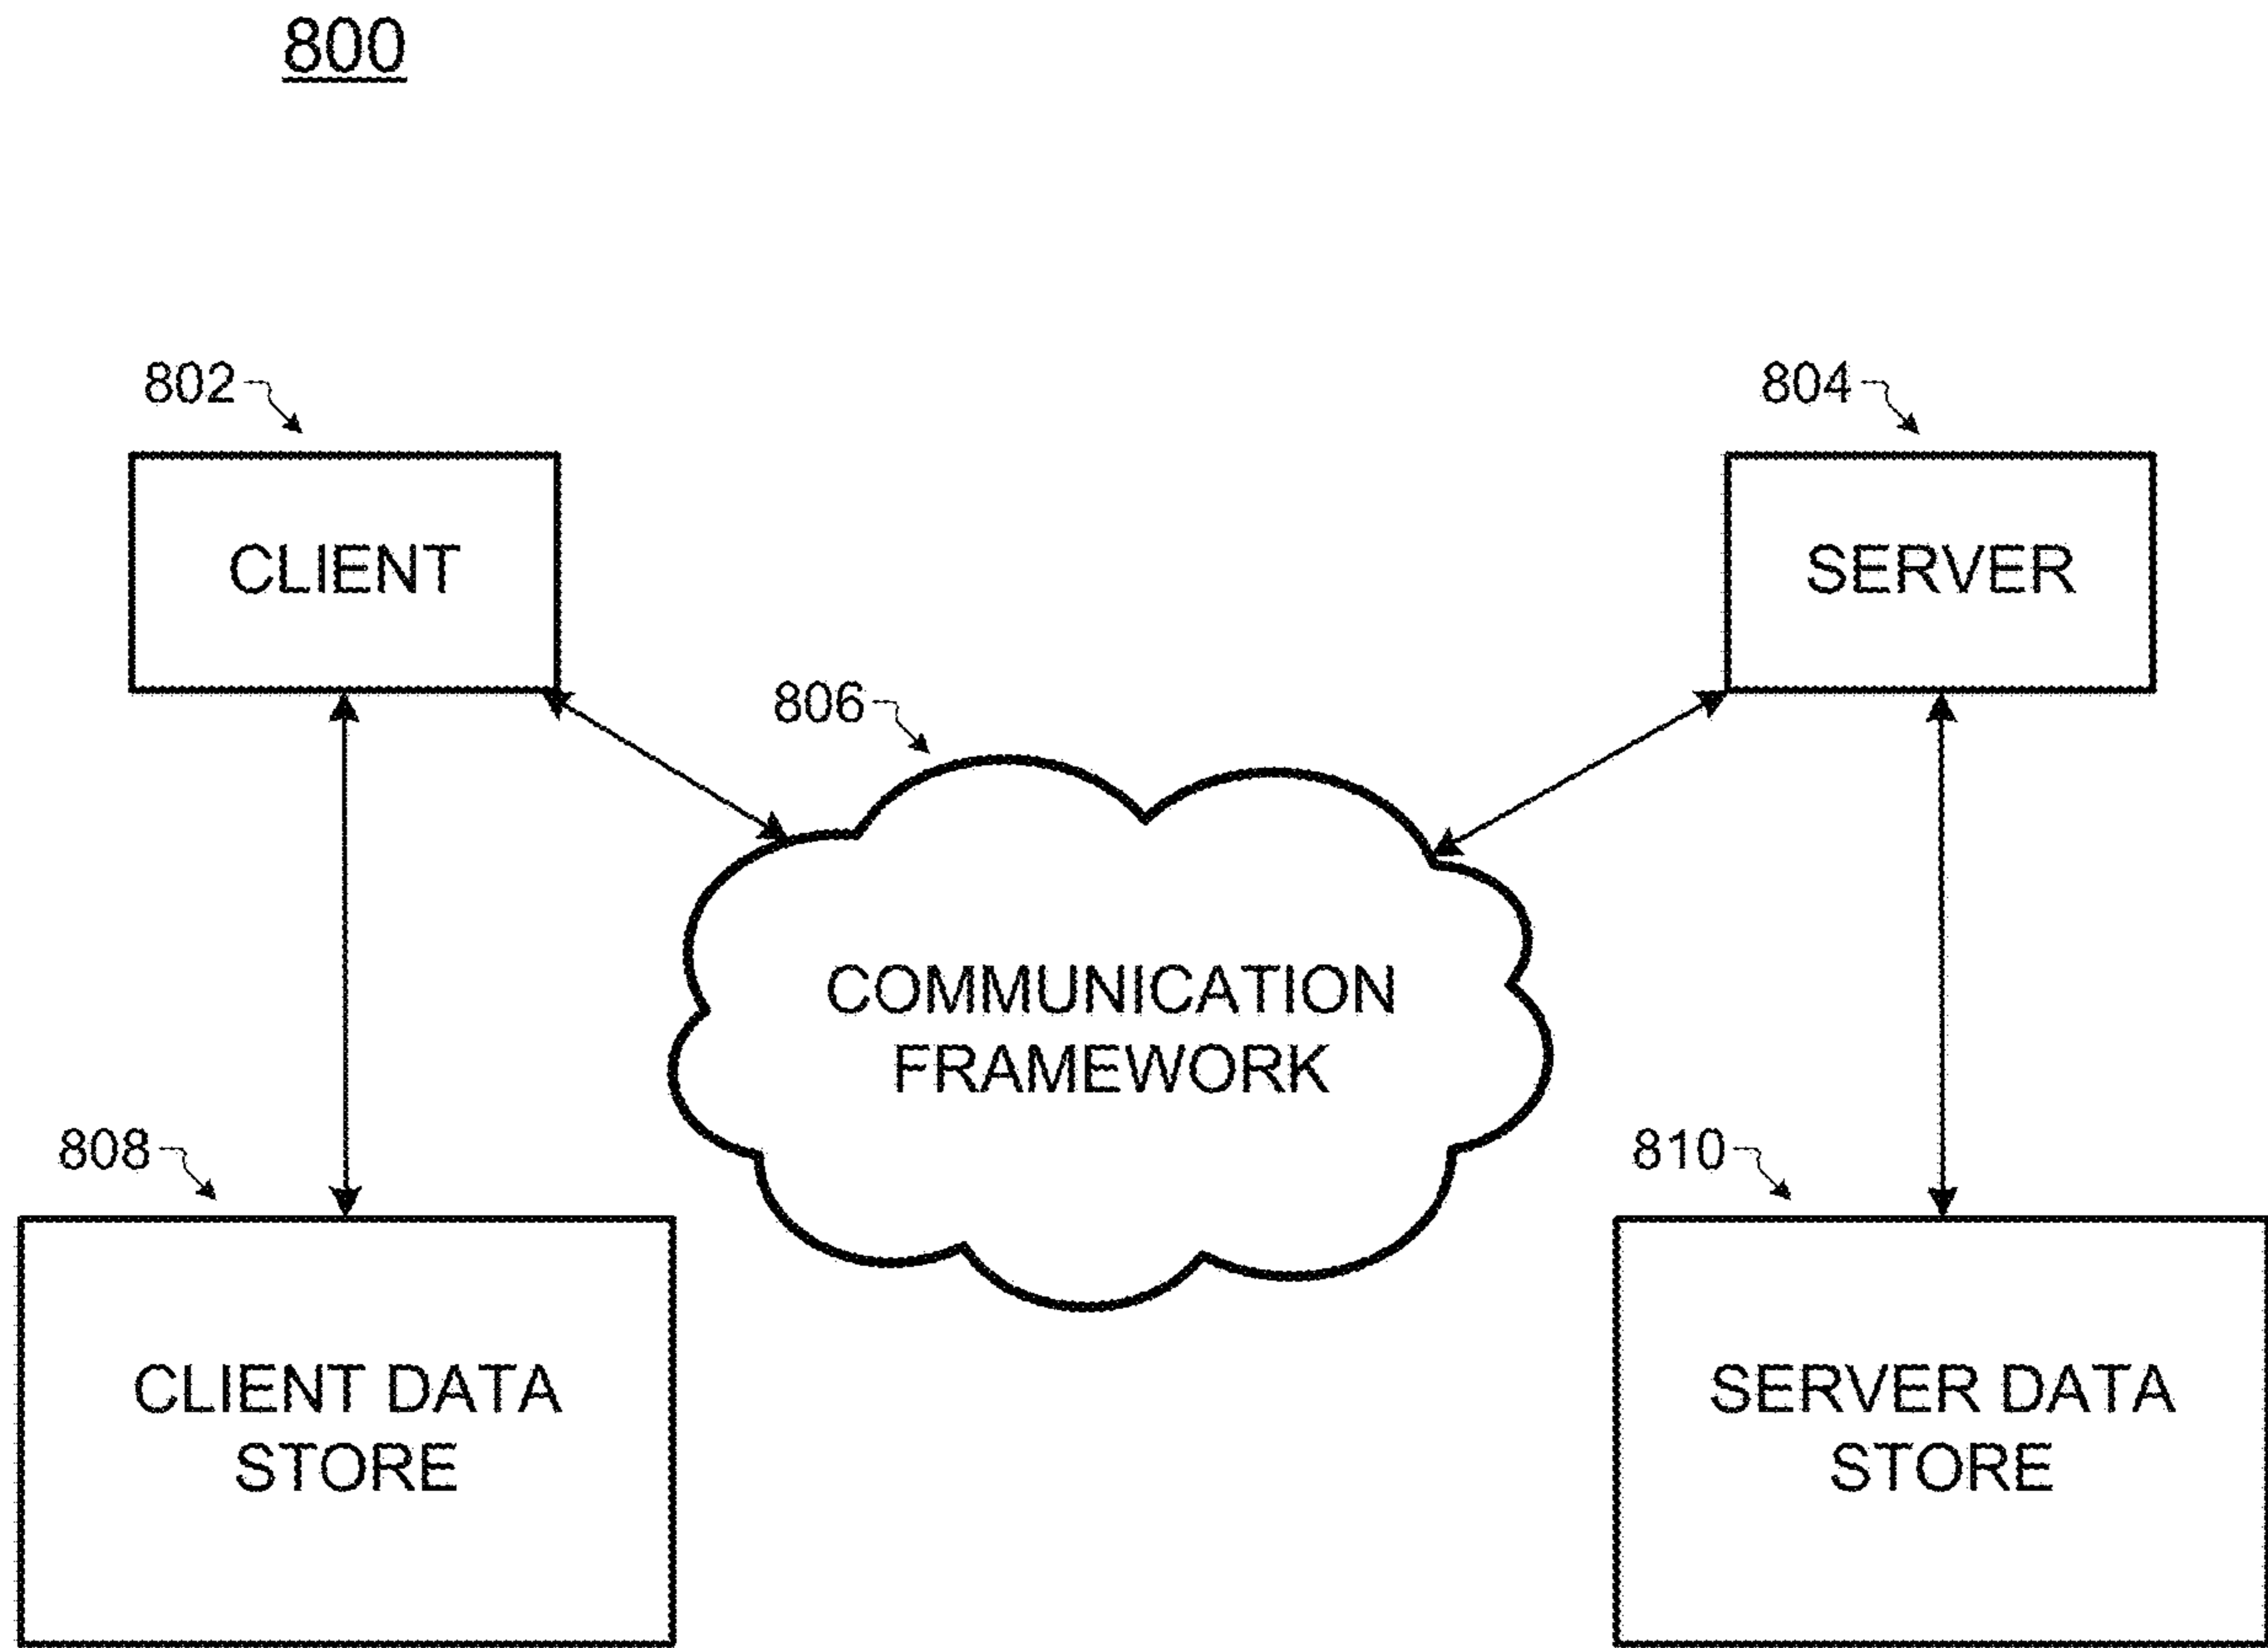 800
802
804
CLIENT
SERVER
806
COMMUNICATION
FRAMEWORK
808
810
CLIENT DATA
STORE
SERVER DATA
STORE